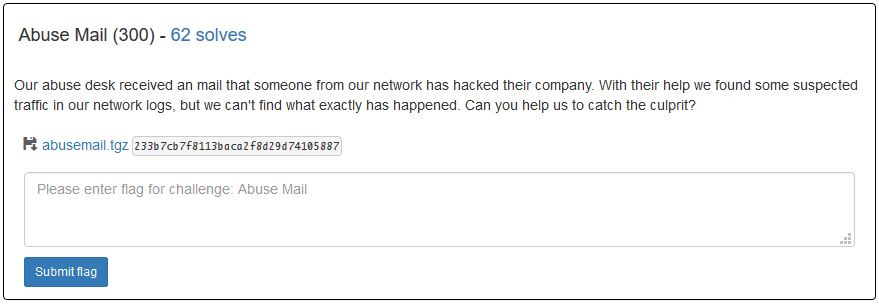 Abuse Mail (300) - 62 solves
Our abuse desk received an mail that someone from our network has hacked their company. With their help we found some suspected
traffic in our network logs, but we can't find what exactly has happened. Can you help us to catch the culprit?
abusemail.tgz 233b7cb7f8113baca2f8d29d74105887
Please enter flag for challenge: Abuse Mail
Submit flag